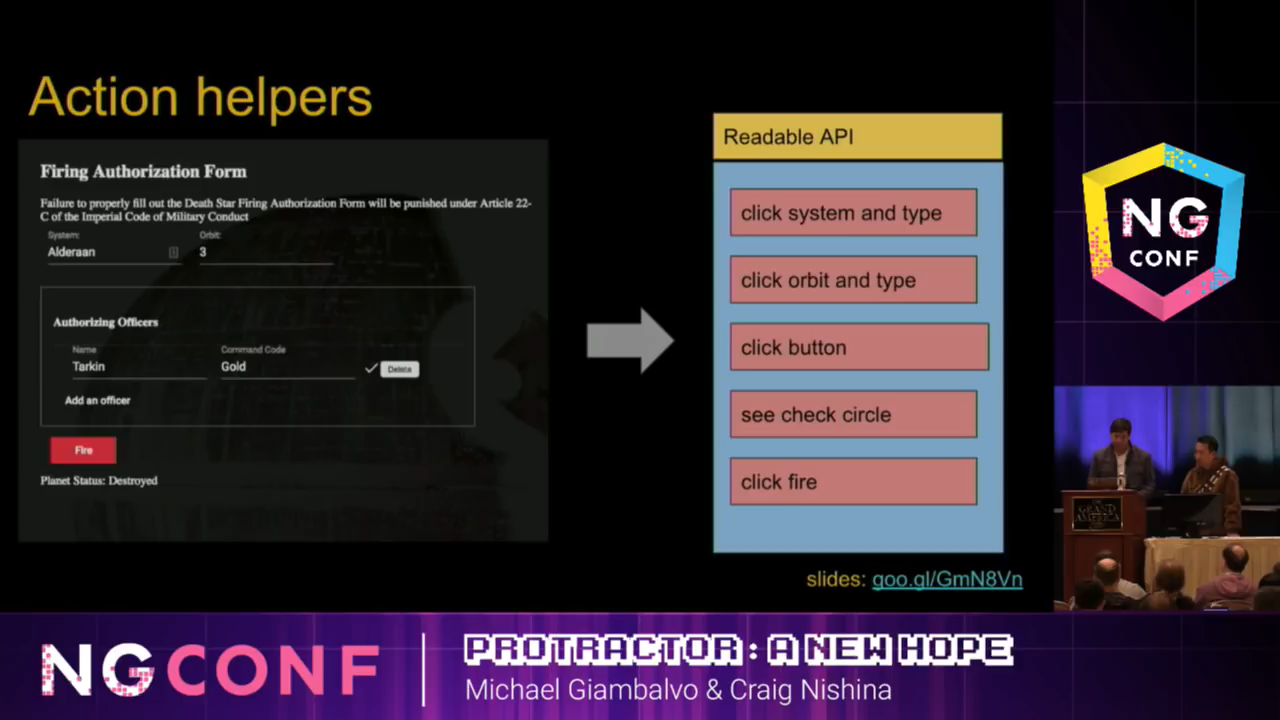 Action helpers
Firing Authorization Form
Failure to properly fill out the Death Star Firing Authorization Form will be punished under Article 22-
C of the Imperial Code of Military Conduct
System: Orbit:
Alderaan 3
Authorizing Officers
Name Command Code
Tarkin Gold Delete
Add an officer
Fire
Planet Status: Destroyed
Readable API
click system and type
click orbit and type
click button
see check circle
click fire
slides: goo.gl/GmN8Vn
NG
CONF
THE
GRAND
AMERICA
NGCONF
PROTRACTOR: A NEW HOPE
Michael Giambalvo & Craig Nishina